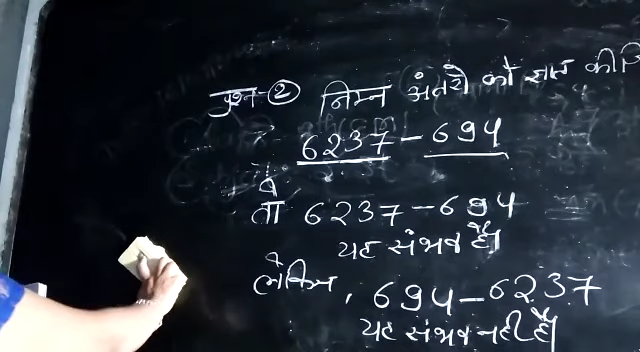 प्रश्न-② निम्न अंतरो को ज्ञात कीजि
6237 - 694
तो 6237 - 694
यह संभव है।
लेकिन, 694 - 6237
यह संभव नही है।